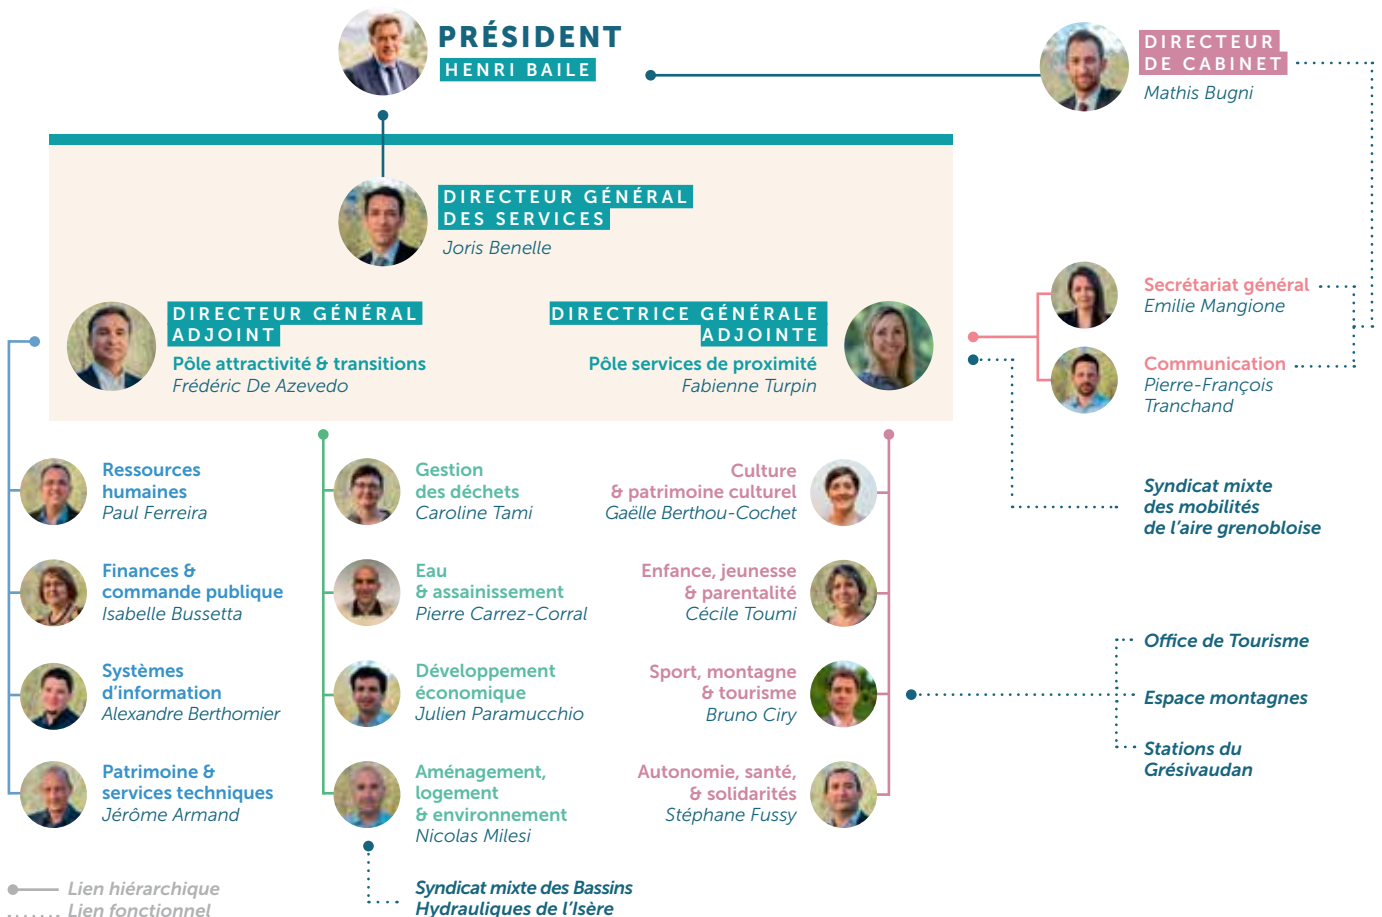 PRÉSIDENT
HENRI BAILE
DIRECTEUR
DE CABINET
Mathis Bugni
DIRECTEUR GÉNÉRAL
DES SERVICES
Joris Benelle
DIRECTEUR GÉNÉRAL
ADJOINT
Pôle attractivité & transitions
Frédéric De Azevedo
DIRECTRICE GÉNÉRALE
ADJOINTE
Pôle services de proximité
Fabienne Turpin
Secrétariat général
Emilie Mangione
Communication
Pierre-François
Tranchand
Ressources
humaines
Paul Ferreira
Finances &
commande publique
Isabelle Bussetta
Systèmes
d'information
Alexandre Berthomier
Patrimoine &
services techniques
Jérôme Armand
Gestion
des déchets
Caroline Tami
Eau
& assainissement
Pierre Carrez-Corral
Développement
économique
Julien Paramucchio
Aménagement,
logement
& environnement
Nicolas Milesi
Culture
& patrimoine culturel
Gaëlle Berthou-Cochet
Enfance, jeunesse
& parentalité
Cécile Toumi
Sport, montagne
& tourisme
Bruno Ciry
Autonomie, santé,
& solidarités
Stéphane Fussy
Syndicat mixte
des mobilités
de l'aire grenobloise
Office de Tourisme
Espace montagnes
Stations du
Grésivaudan
Syndicat mixte des Bassins
Hydrauliques de l'Isère
Lien hiérarchique
Lien fonctionnel